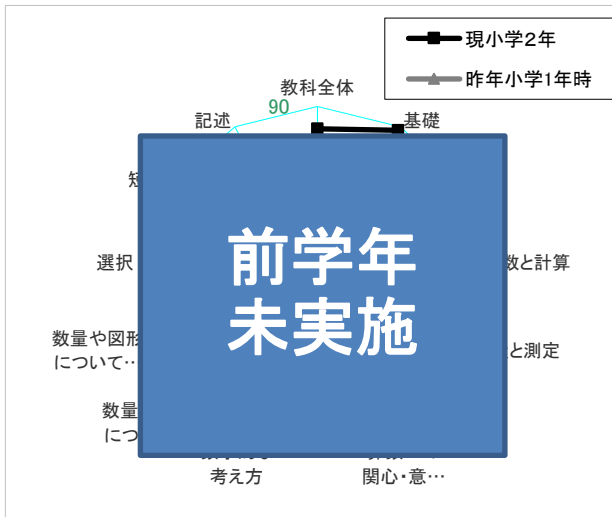 現小学2年
昨年小学1年時
教科全体
90
記述
基礎
選択
数と計算
と測定
数量や図形
について…
数量
につ
考え方
関心・意…
前学年
未実施